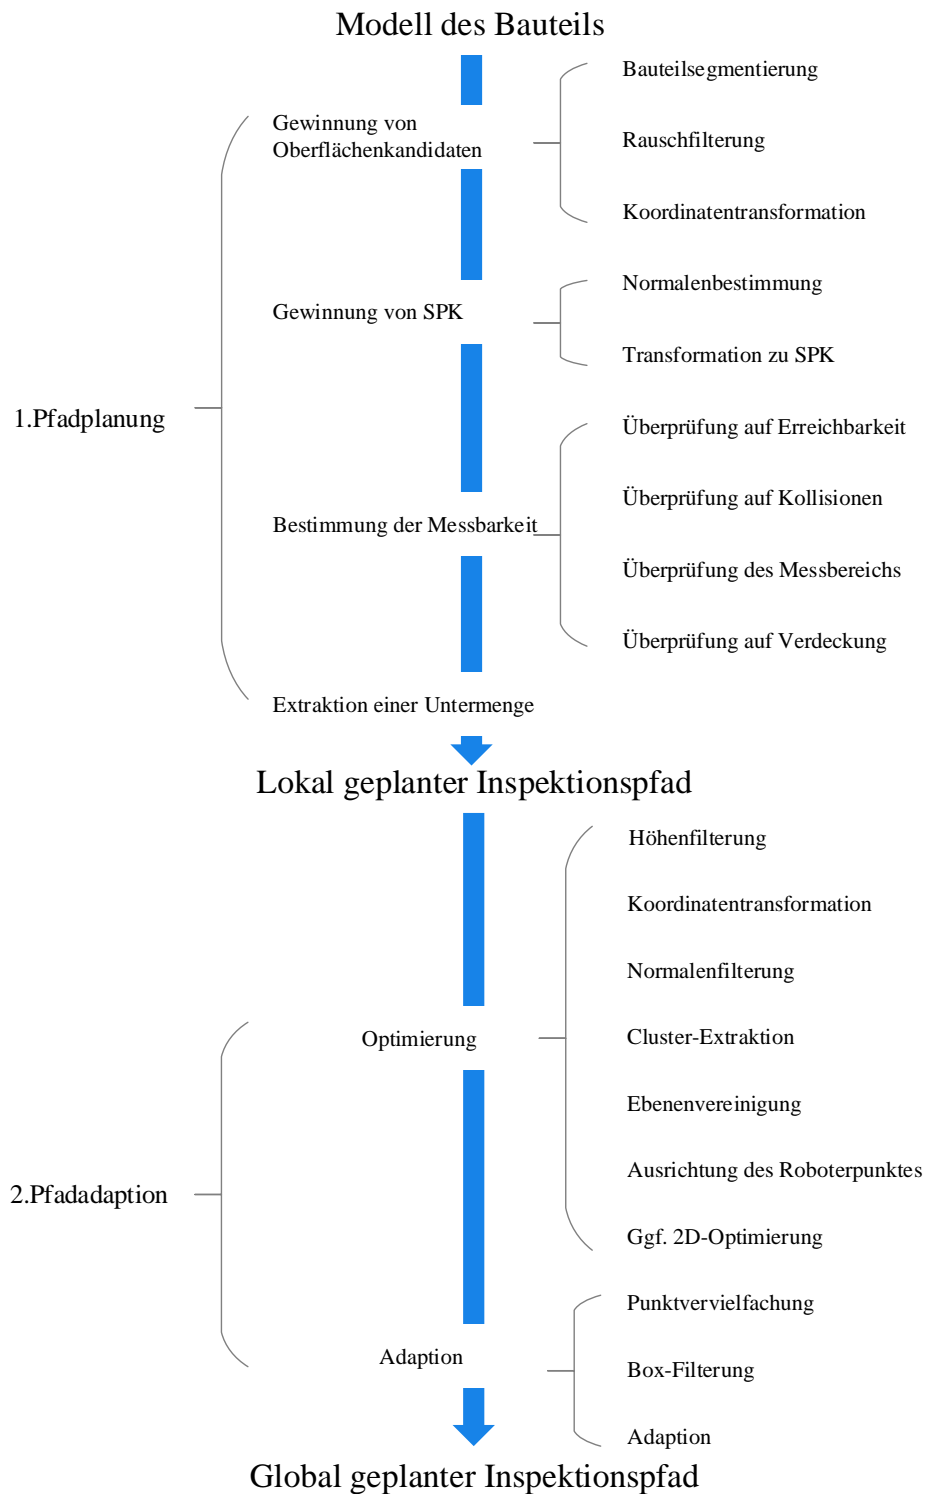 Modell des Bauteils
Bauteilsegmentierung
Gewinnung von
Oberflächenkandidaten
Rauschfilterung
Koordinatentransformation
Normalenbestimmung
Gewinnung von SPK
Transformation zu SPK
1.Pfadplanung
Überprüfung auf Erreichbarkeit
Überprüfung auf Kollisionen
Bestimmung der Messbarkeit
Überprüfung des Messbereichs
Überprüfung auf Verdeckung
Extraktion einer Untermenge
Lokal geplanter Inspektionspfad
Höhenfilterung
Koordinatentransformation
Normalenfilterung
Optimierung
Cluster-Extraktion
Ebenenvereinigung
Ausrichtung des Roboterpunktes
2.Pfadadaption
Ggf. 2D-Optimierung
Punktvervielfachung
Adaption
Box-Filterung
Adaption
Global geplanter Inspektionspfad